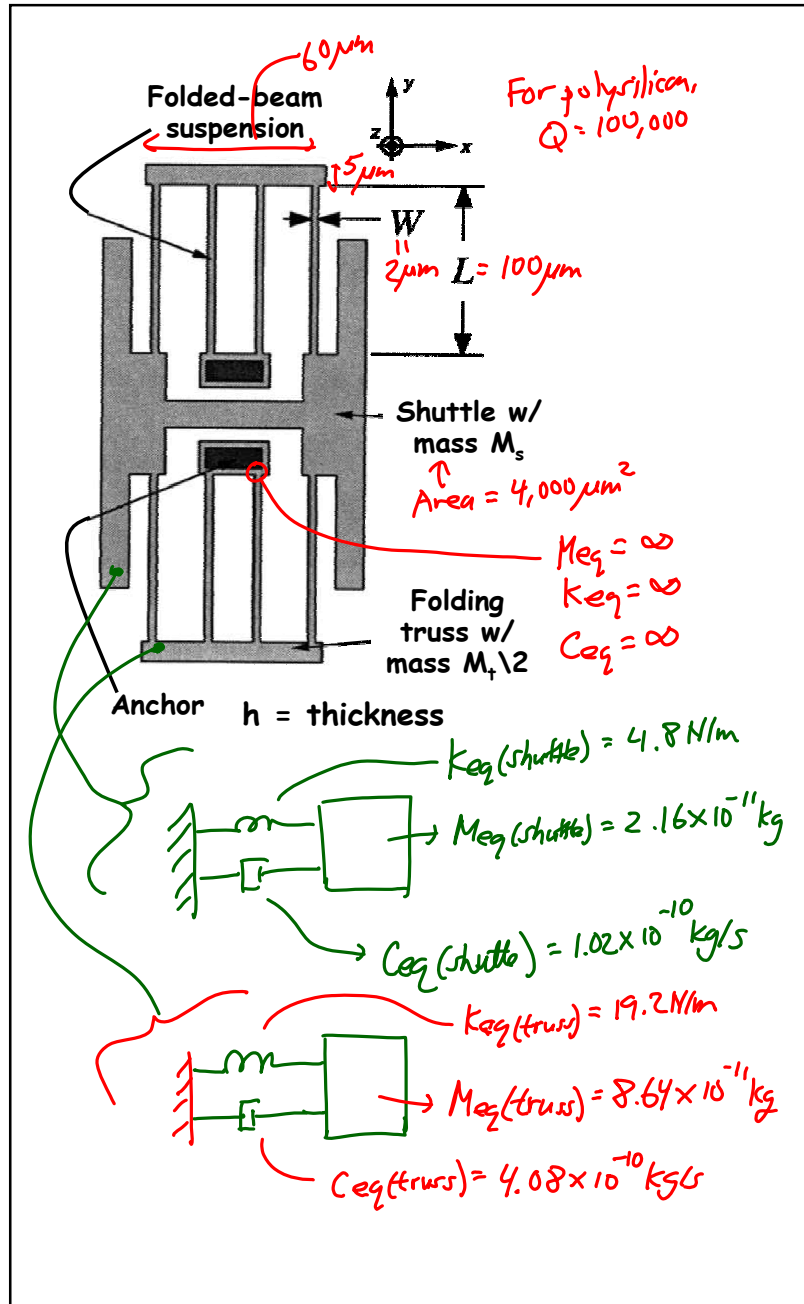 60μm
Folded-beam
suspension
y
z
x
For polysilicon,
Q = 100,000
5μm
W
=
2μm
L = 100μm
Shuttle w/
mass Ms
Area = 4,000μm²
Meq = ∞
Keq = ∞
Ceq = ∞
Folding
truss w/
mass Mt\2
Anchor
h = thickness
Keq(shuttle) = 4.8 N/m
Meq(shuttle) = 2.16×10⁻¹¹ kg
Ceq(shuttle) = 1.02×10⁻¹⁰ kg/s
Keq(truss) = 19.2N/m
Meq(truss) = 8.64×10⁻¹¹ kg
Ceq(truss) = 4.08×10⁻¹⁰ kg/s